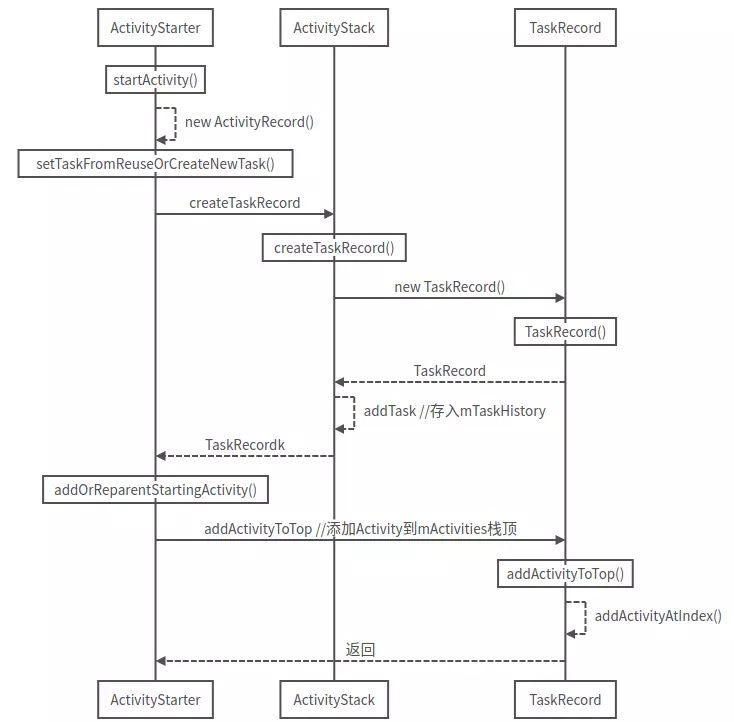 ActivityStarter
ActivityStack
TaskRecord
startActivity()
new ActivityRecord()
setTaskFromReuseOrCreateNewTask()
createTaskRecord
createTaskRecord()
new TaskRecord()
TaskRecord()
TaskRecord
addTask //存入mTaskHistory
TaskRecordk
addOrReparentStartingActivity()
addActivityToTop //添加Activity到mActivities栈顶
addActivityToTop()
addActivityAtIndex()
返回
ActivityStarter
ActivityStack
TaskRecord